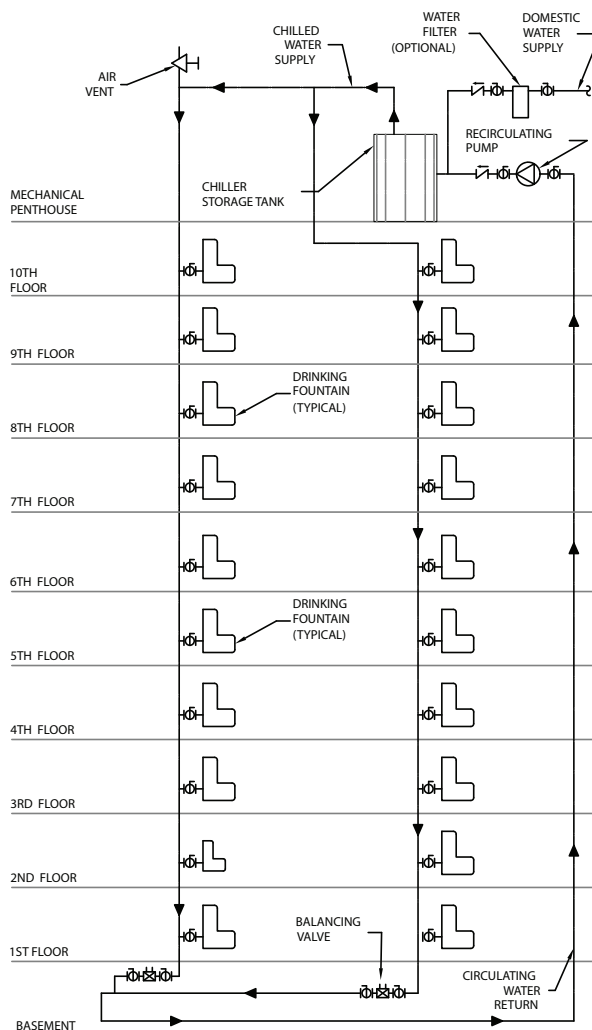 CHILLED
WATER
SUPPLY
WATER
FILTER
(OPTIONAL)
DOMESTIC
WATER
SUPPLY
AIR
VENT
RECIRCULATING
PUMP
CHILLER
STORAGE TANK
MECHANICAL
PENTHOUSE
10TH
FLOOR
9TH FLOOR
DRINKING
FOUNTAIN
(TYPICAL)
8TH FLOOR
7TH FLOOR
6TH FLOOR
DRINKING
FOUNTAIN
(TYPICAL)
5TH FLOOR
4TH FLOOR
3RD FLOOR
2ND FLOOR
BALANCING
VALVE
1ST FLOOR
CIRCULATING
WATER
RETURN
BASEMENT